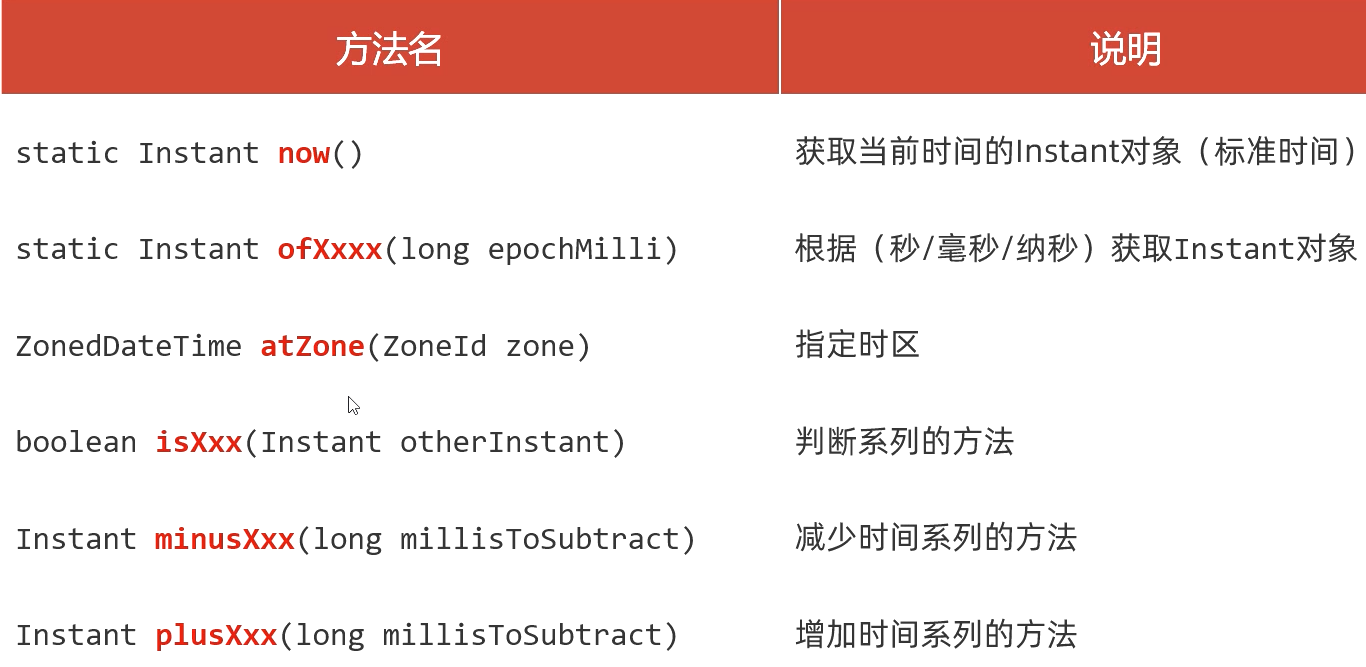 方法名 说明
static Instant now() 获取当前时间的Instant对象（标准时间）
static Instant ofXxxx(long epochMilli) 根据（秒/毫秒/纳秒）获取Instant对象
ZonedDateTime atZone(ZoneId zone) 指定时区
boolean isXxx(Instant otherInstant) 判断系列的方法
Instant minusXxx(long millisToSubtract) 减少时间系列的方法
Instant plusXxx(long millisToSubtract) 增加时间系列的方法